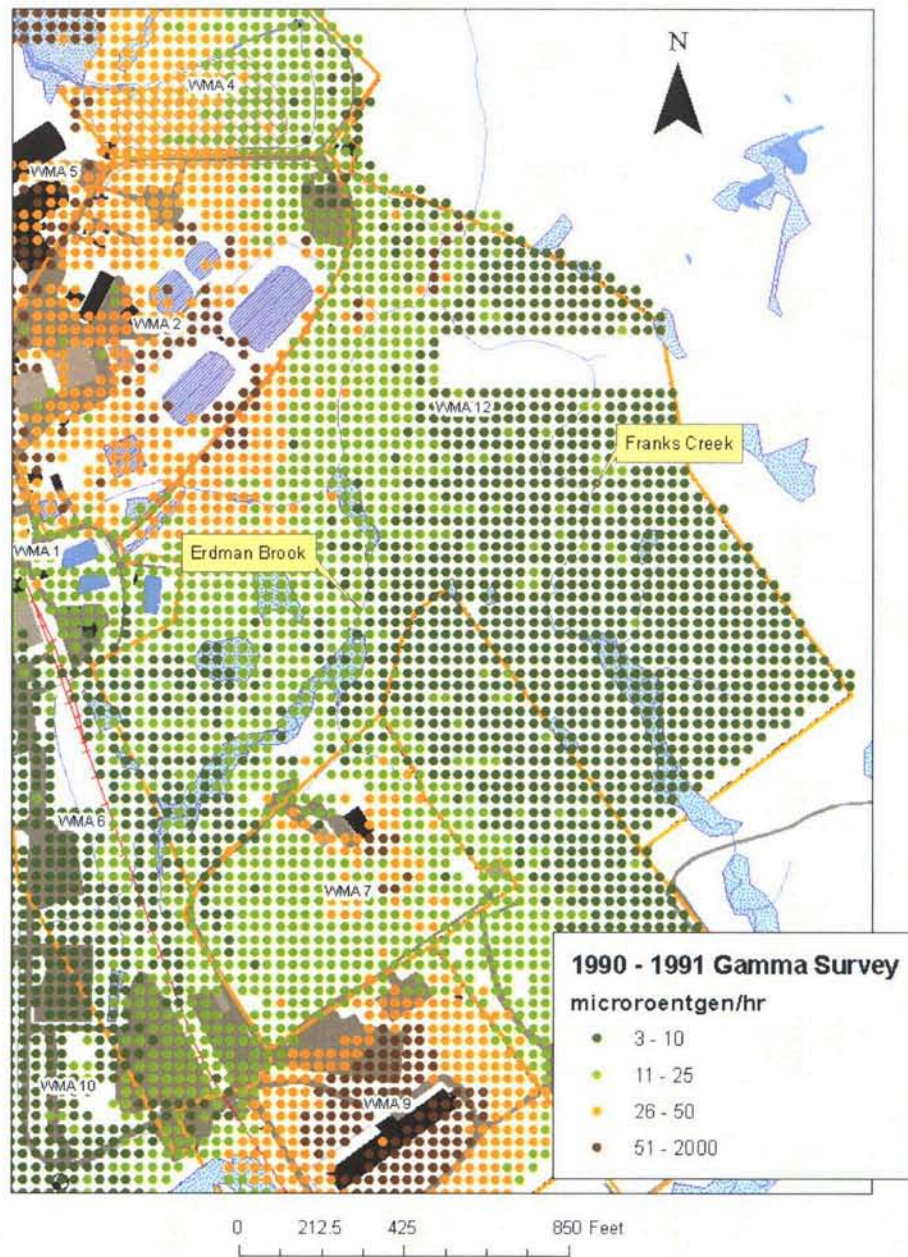 N
WMA 4
WMA 5
WMA 2
WMA 12
Franks Creek
WMA 1
Erdman Brook
WMA 6
WMA 7
WMA 10
WMA 9
1990 - 1991 Gamma Survey
microroentgen/hr
3 - 10
11 - 25
26 - 50
51 - 2000
0 212.5 425 850 Feet